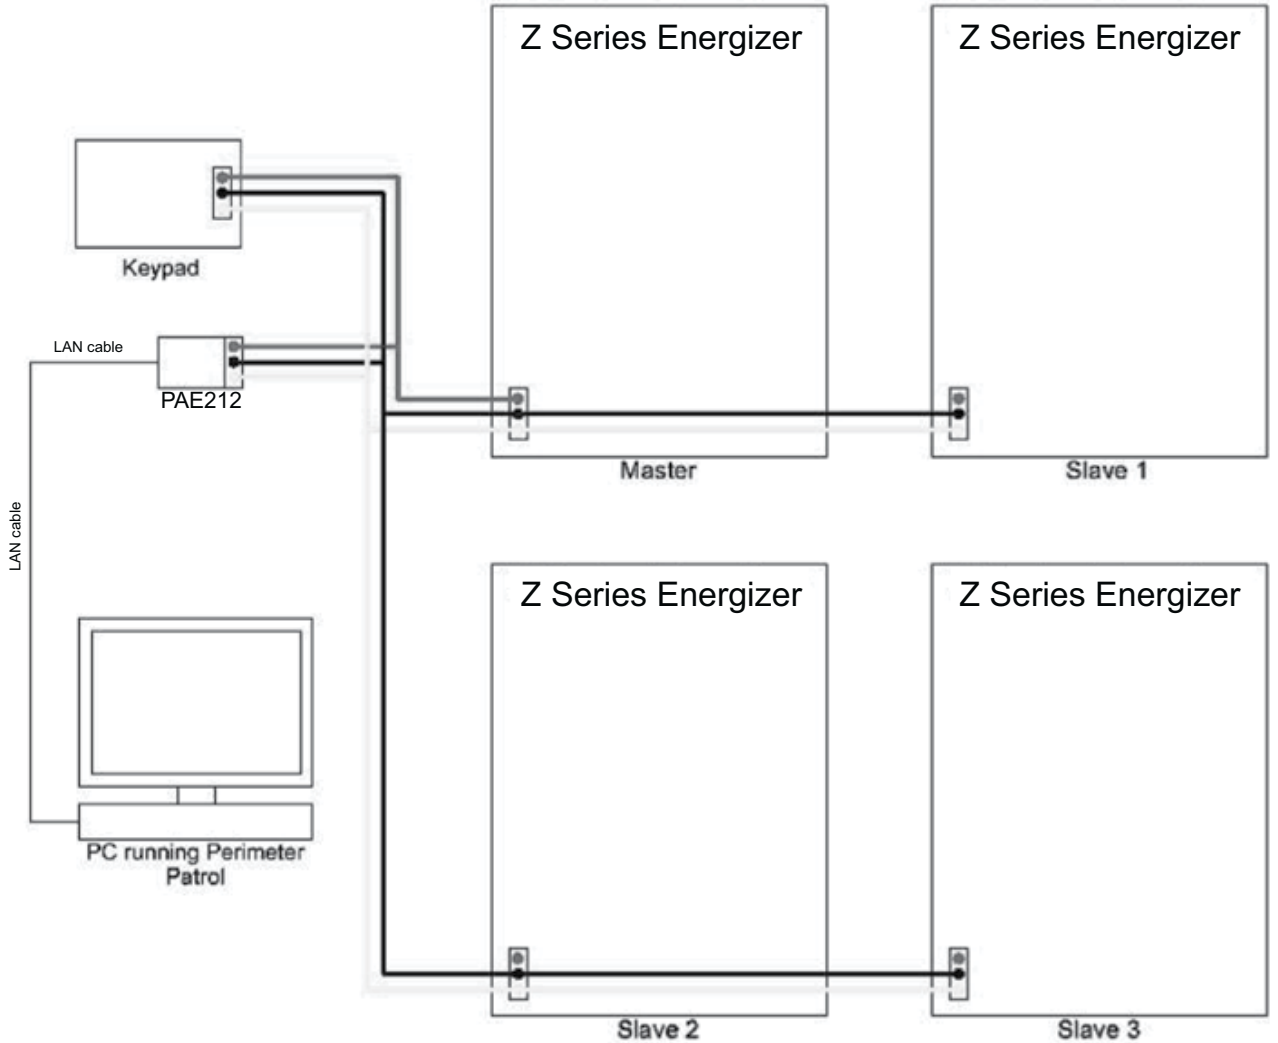 Z Series Energizer
Z Series Energizer
Keypad
LAN cable
PAE212
Master
Slave 1
LAN cable
Z Series Energizer
Z Series Energizer
PC running Perimeter
Patrol
Slave 2
Slave 3